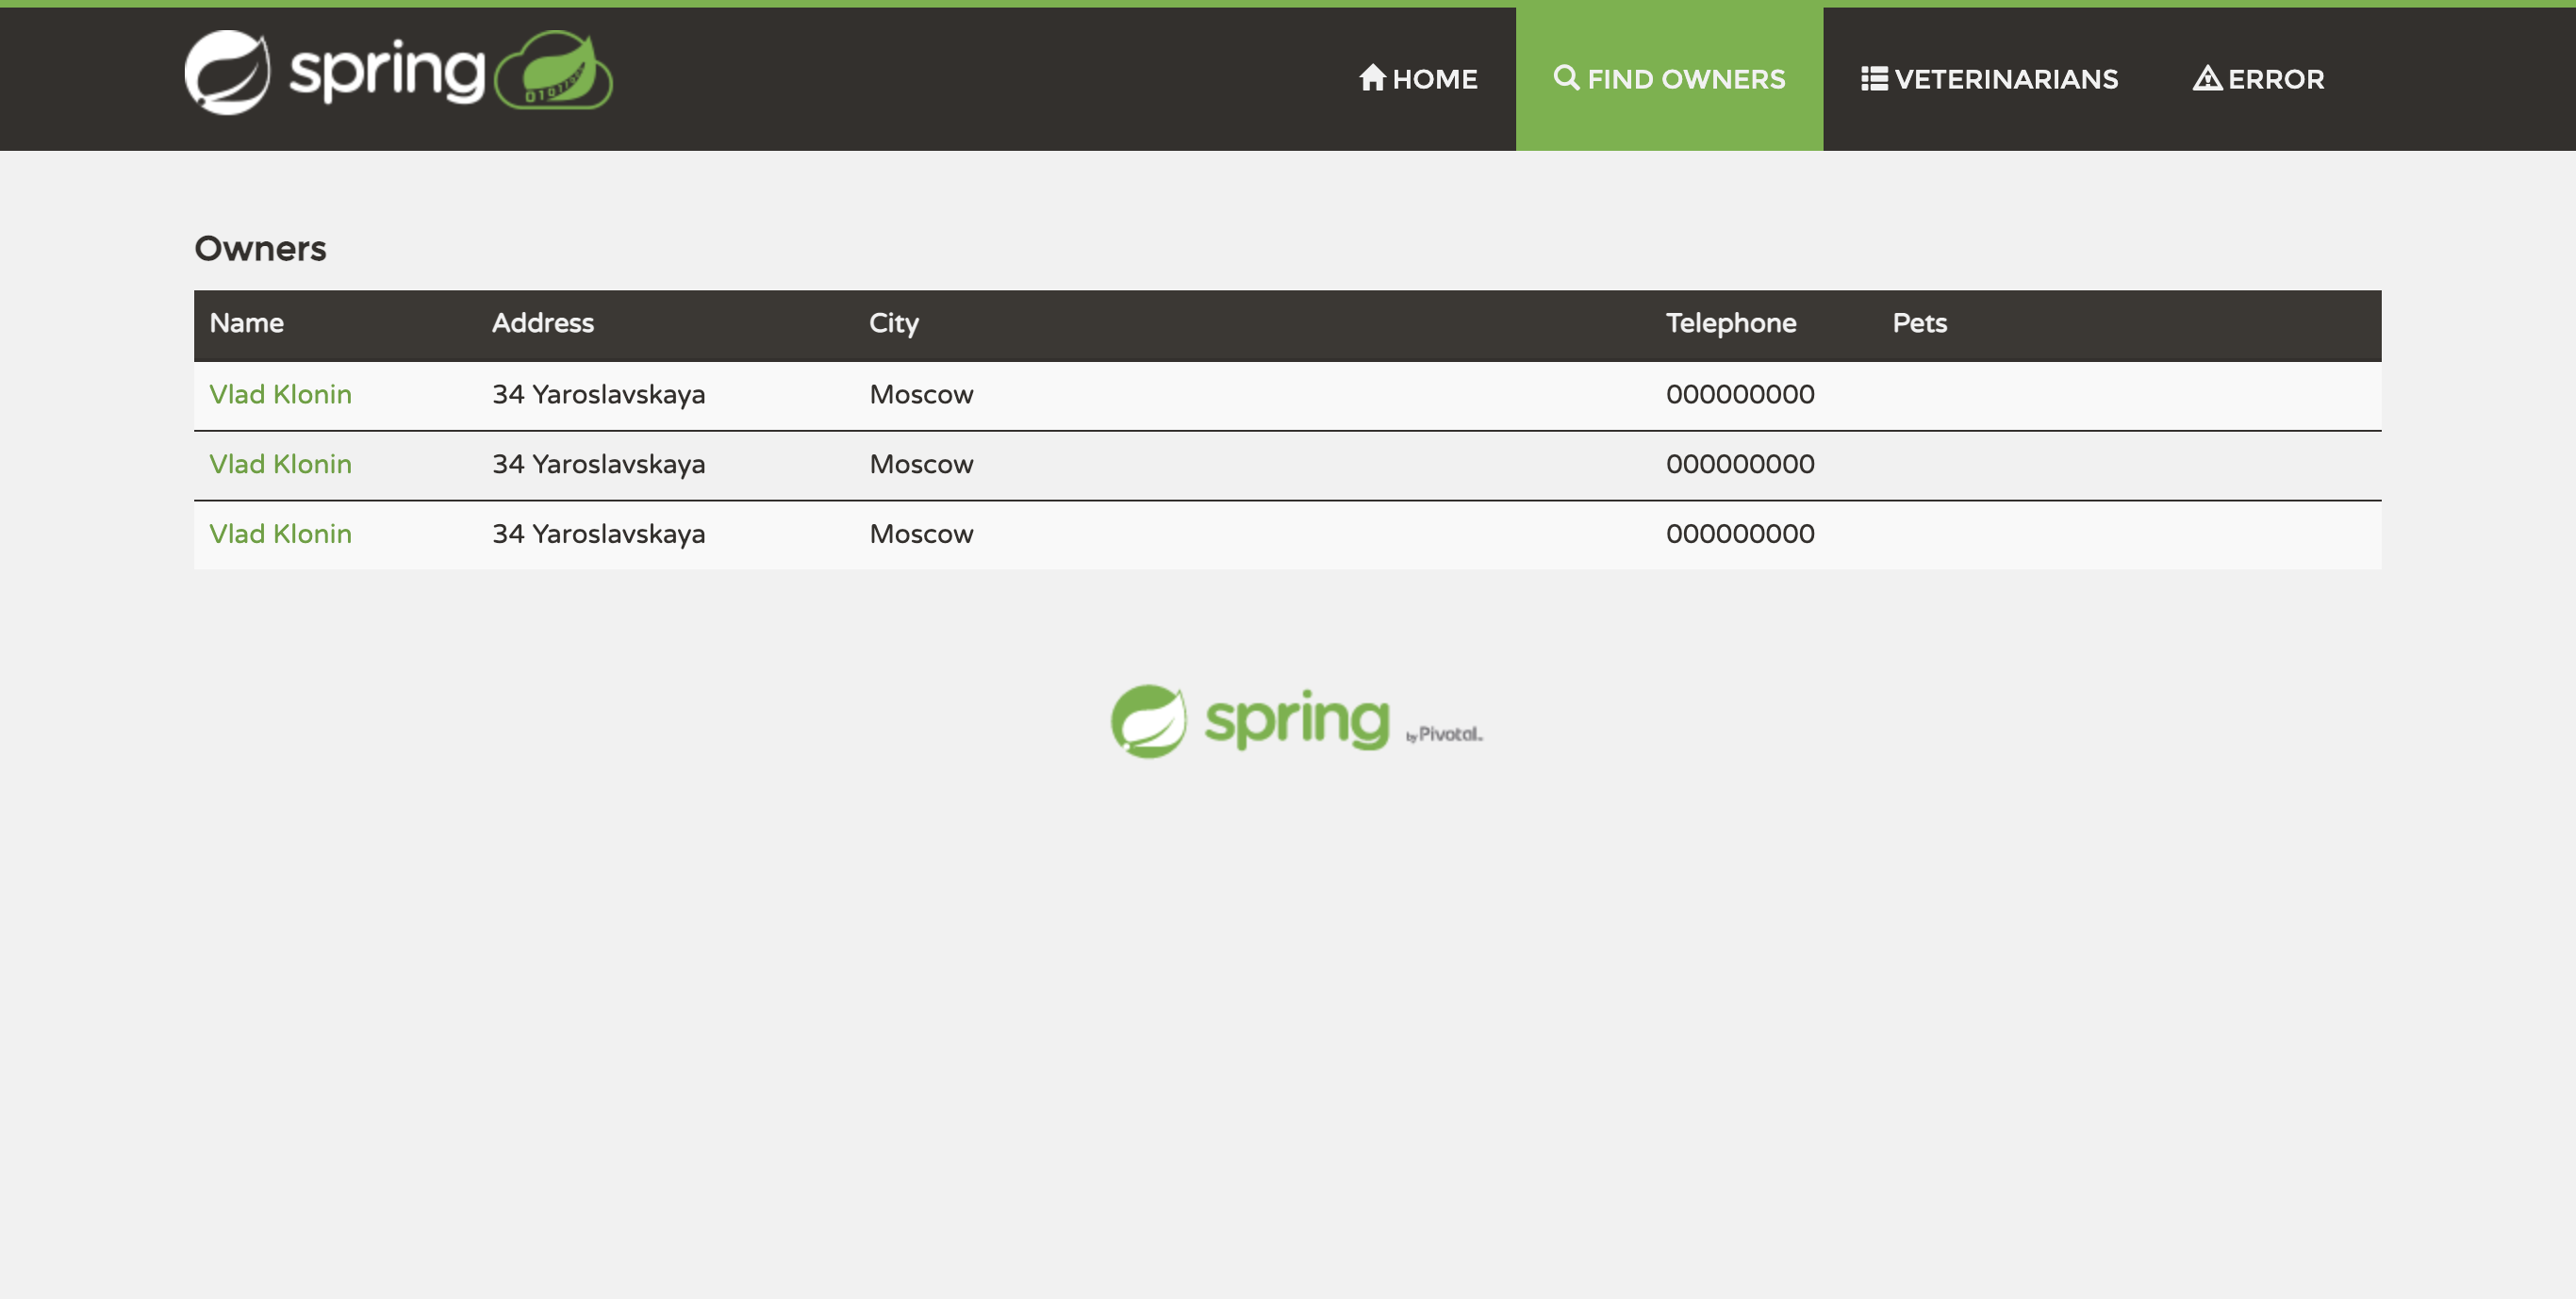 spring
HOME FIND OWNERS VETERINARIANS ERROR
Owners
Name Address City Telephone Pets
Vlad Klonin 34 Yaroslavskaya Moscow 000000000
Vlad Klonin 34 Yaroslavskaya Moscow 000000000
Vlad Klonin 34 Yaroslavskaya Moscow 000000000
spring by Pivotal